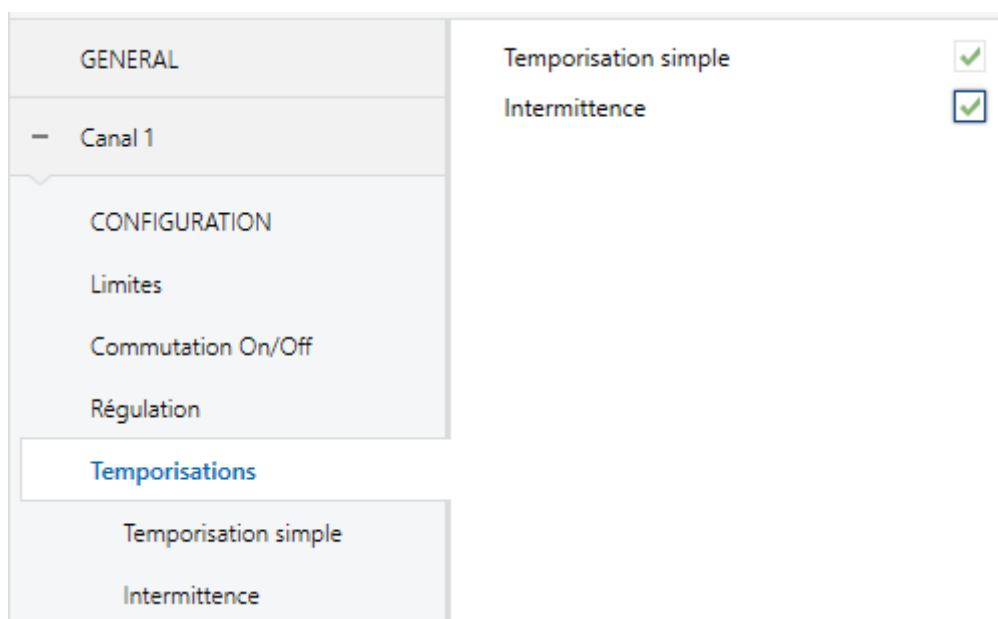 GENERAL
Canal 1
CONFIGURATION
Limites
Commutation On/Off
Régulation
Temporisations
Temporisation simple
Intermittence
Temporisation simple
Intermittence